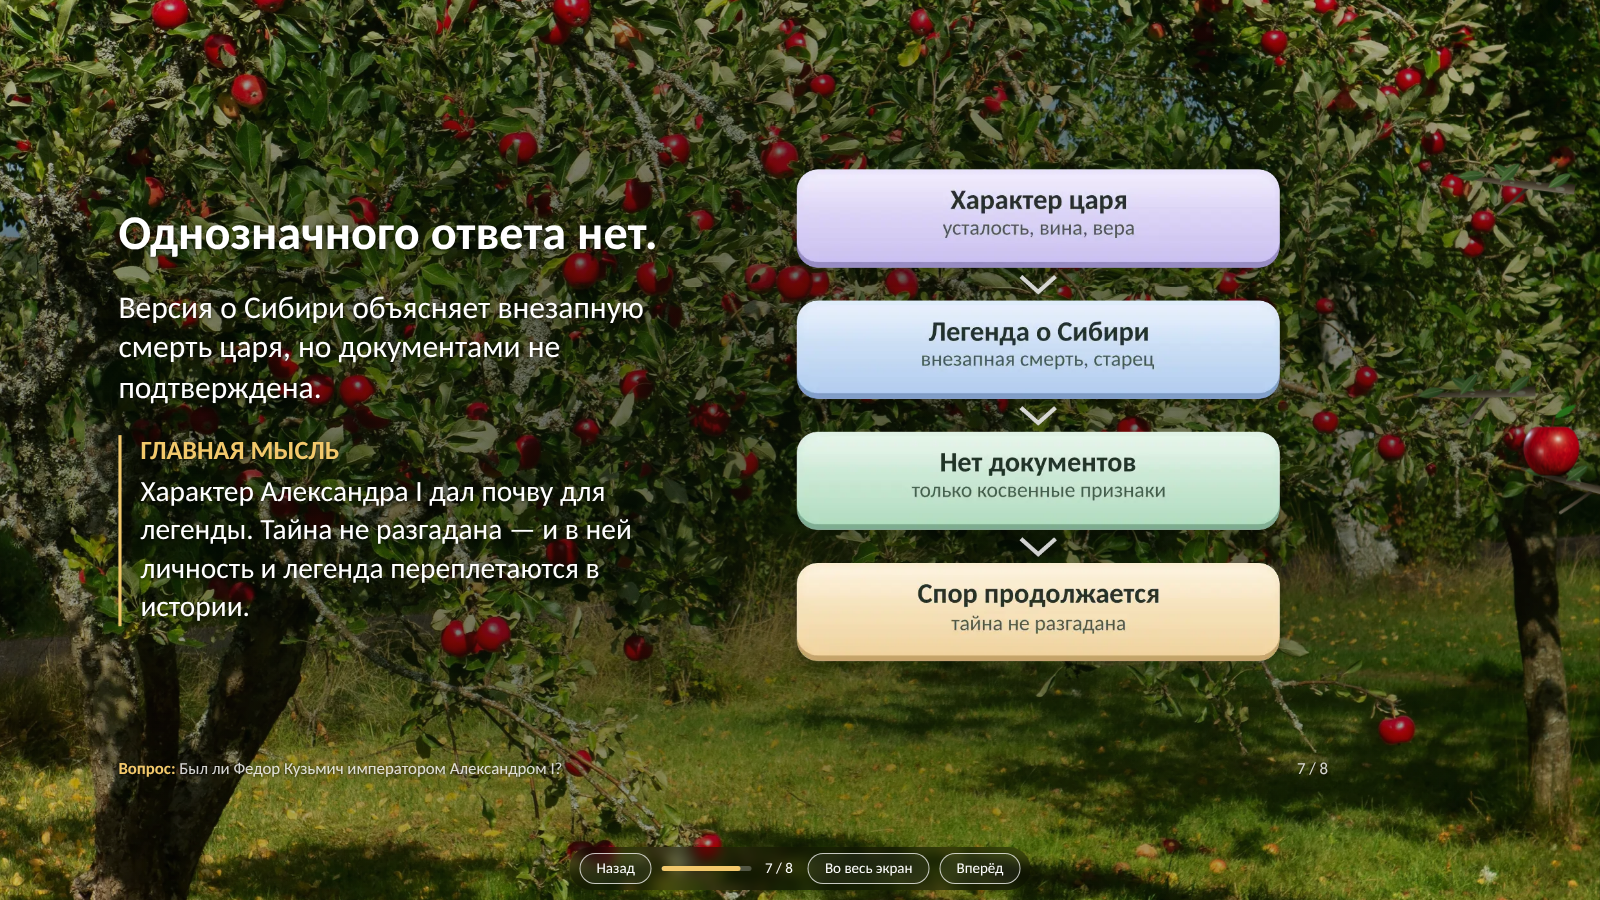 Однозначного ответа нет.
Версия о Сибири объясняет внезапную
смерть царя, но документами не
подтверждена.
ГЛАВНАЯ МЫСЛЬ
Характер Александра I дал почву для
легенды. Тайна не разгадана — и в ней
личность и легенда переплетаются в
истории.
Характер царя
усталость, вина, вера
Легенда о Сибири
внезапная смерть, старец
Нет документов
только косвенные признаки
Спор продолжается
тайна не разгадана
Вопрос: Был ли Федор Кузьмич императором Александром I?
7 / 8
Назад
7 / 8
Во весь экран
Вперёд